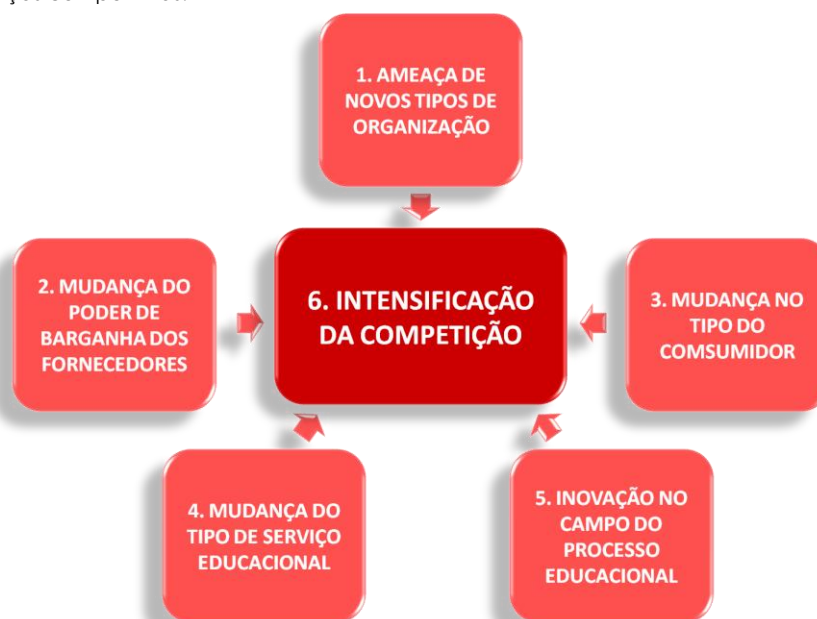 1. AMEAÇA DE
NOVOS TIPOS DE
ORGANIZAÇÃO
2. MUDANÇA DO
PODER DE
BARGANHA DOS
FORNECEDORES
6. INTENSIFICAÇÃO
DA COMPETIÇÃO
3. MUDANÇA NO
TIPO DO
COMSUMIDOR
4. MUDANÇA DO
TIPO DE SERVIÇO
EDUCACIONAL
5. INOVAÇÃO NO
CAMPO DO
PROCESSO
EDUCACIONAL